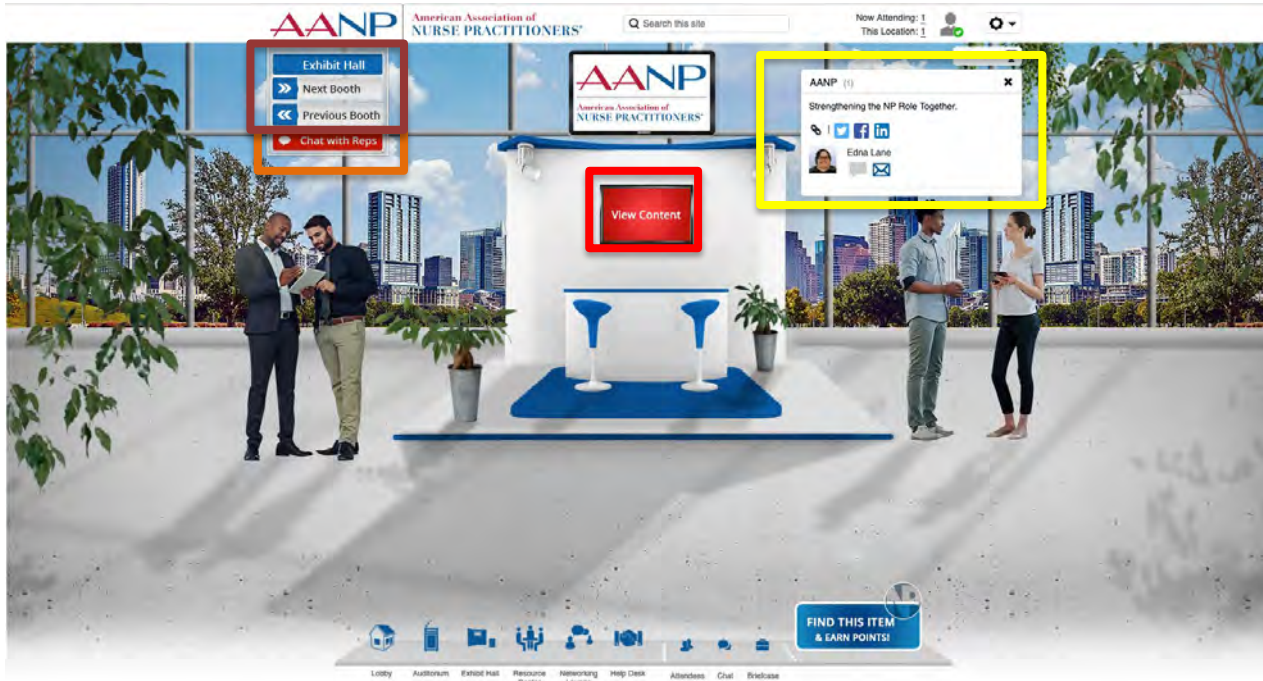 AANP
American Association of
NURSE PRACTITIONERS®
Search this site
Now Attending: 1
This Location: 1
Exhibit Hall
Next Booth
Previous Booth
Chat with Reps
AANP
American Association of
NURSE PRACTITIONERS®
AANP (1)
Strengthening the NP Role Together.
Edna Lane
View Content
FIND THIS ITEM
& EARN POINTS!
Lobby
Auditorium
Exhibit Hall
Resource
Networking
Help Desk
Attendees
Chat
Briefcase